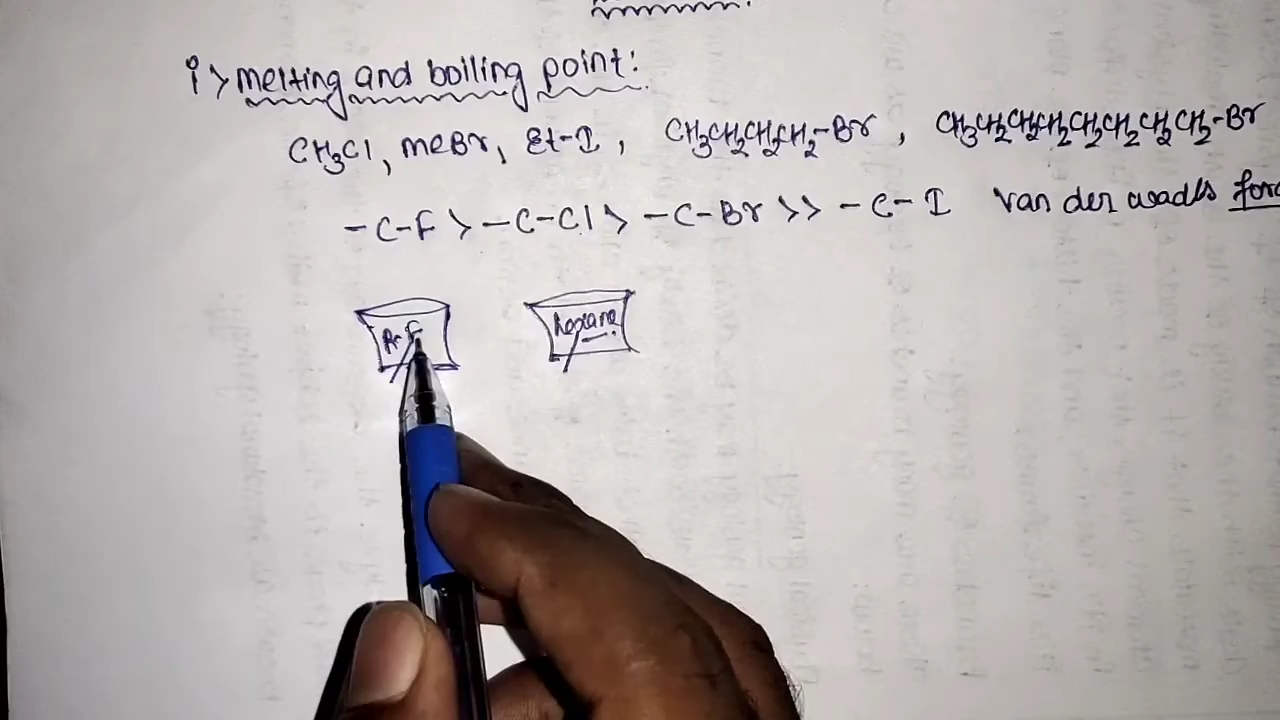 i> melting and boiling point:
CH3Cl, meBr, Et-I, CH3CH2CH2CH2-Br, CH3CH2CH2CH2CH2CH2CH2CH2-Br
-C-F > -C-Cl > -C-Br >> -C-I van der waals
hexane